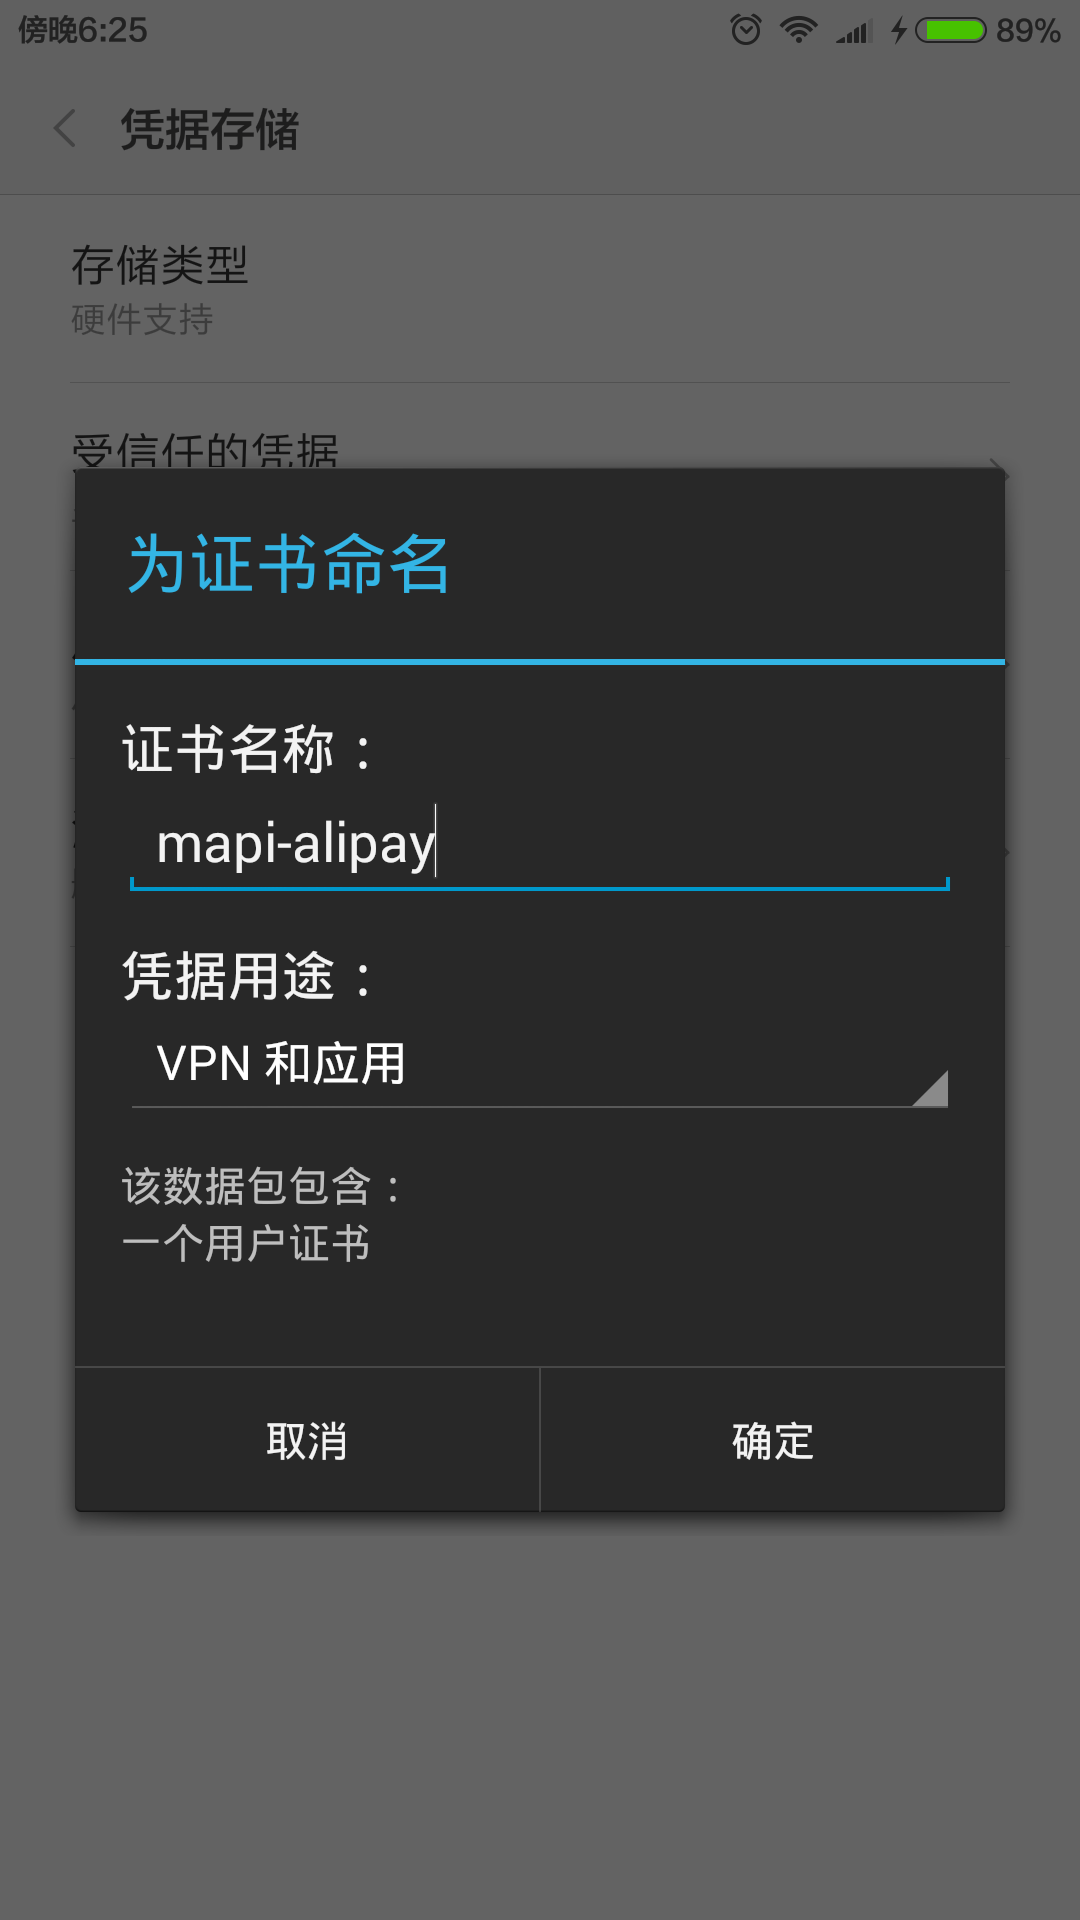 傍晚6:25
89%
凭据存储
存储类型
硬件支持
受信任的凭据
为证书命名
证书名称：
mapi-alipay
凭据用途：
VPN 和应用
该数据包包含：
一个用户证书
取消
确定